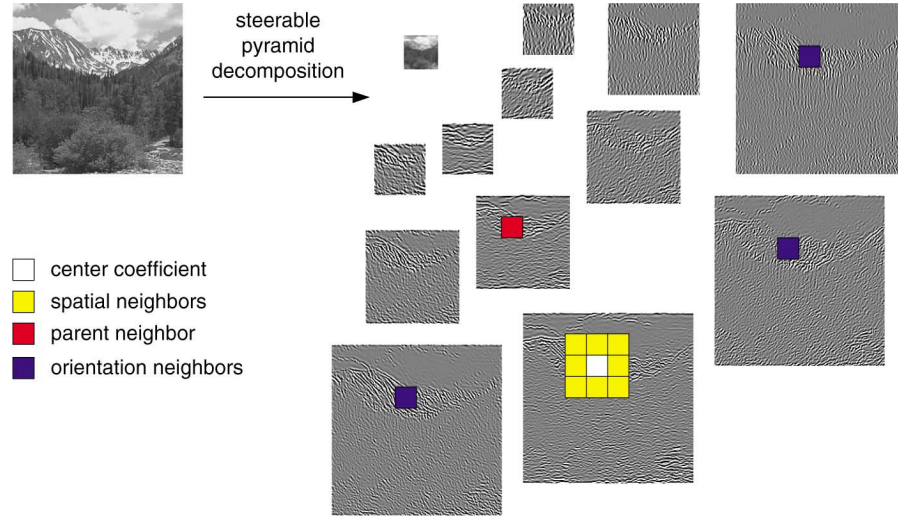 steerable
pyramid
decomposition
center coefficient
spatial neighbors
parent neighbor
orientation neighbors